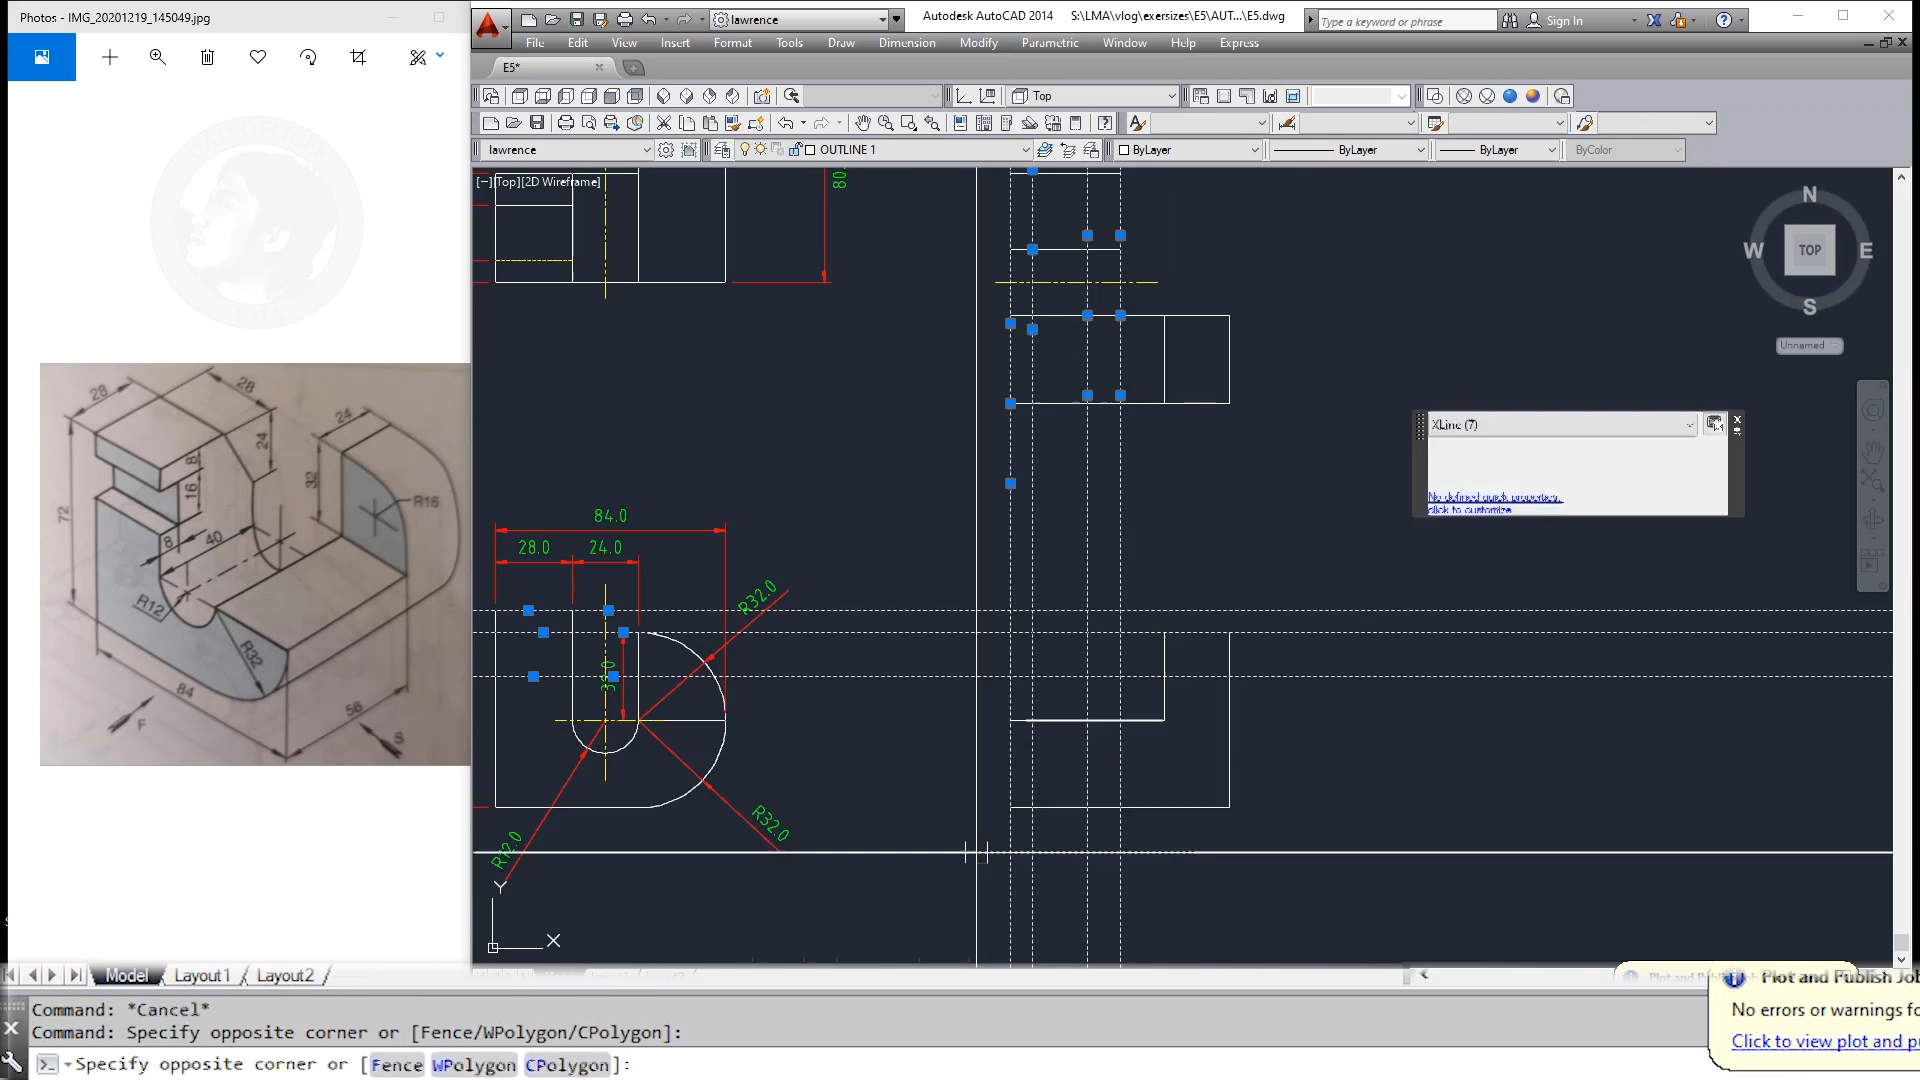 Photos - IMG_20201219_145049.jpg
lawrence
Autodesk AutoCAD 2014
S:\LMA\vlog\exersizes\E5\AUT...\E5.dwg
Type a keyword or phrase
Sign In
File Edit View Insert Format Tools Draw Dimension Modify Parametric Window Help Express
E5*
Top
lawrence
OUTLINE 1
ByLayer
ByLayer
ByLayer
ByColor
[−][Top][2D Wireframe]
80
N
W TOP E
S
Unnamed
XLine (7)
No defined quick properties.
click to customize
28
28
24
24
8
16
32
R16
72
8
40
R12
R32
84
56
F
S
84.0
28.0 24.0
R32.0
R32.0
R12.0
Y
X
Model Layout1 Layout2
Plot and Publish Job
No errors or warnings fo
Click to view plot and pu
Command: *Cancel*
Command: Specify opposite corner or [Fence/WPolygon/CPolygon]:
Specify opposite corner or [Fence WPolygon CPolygon]: